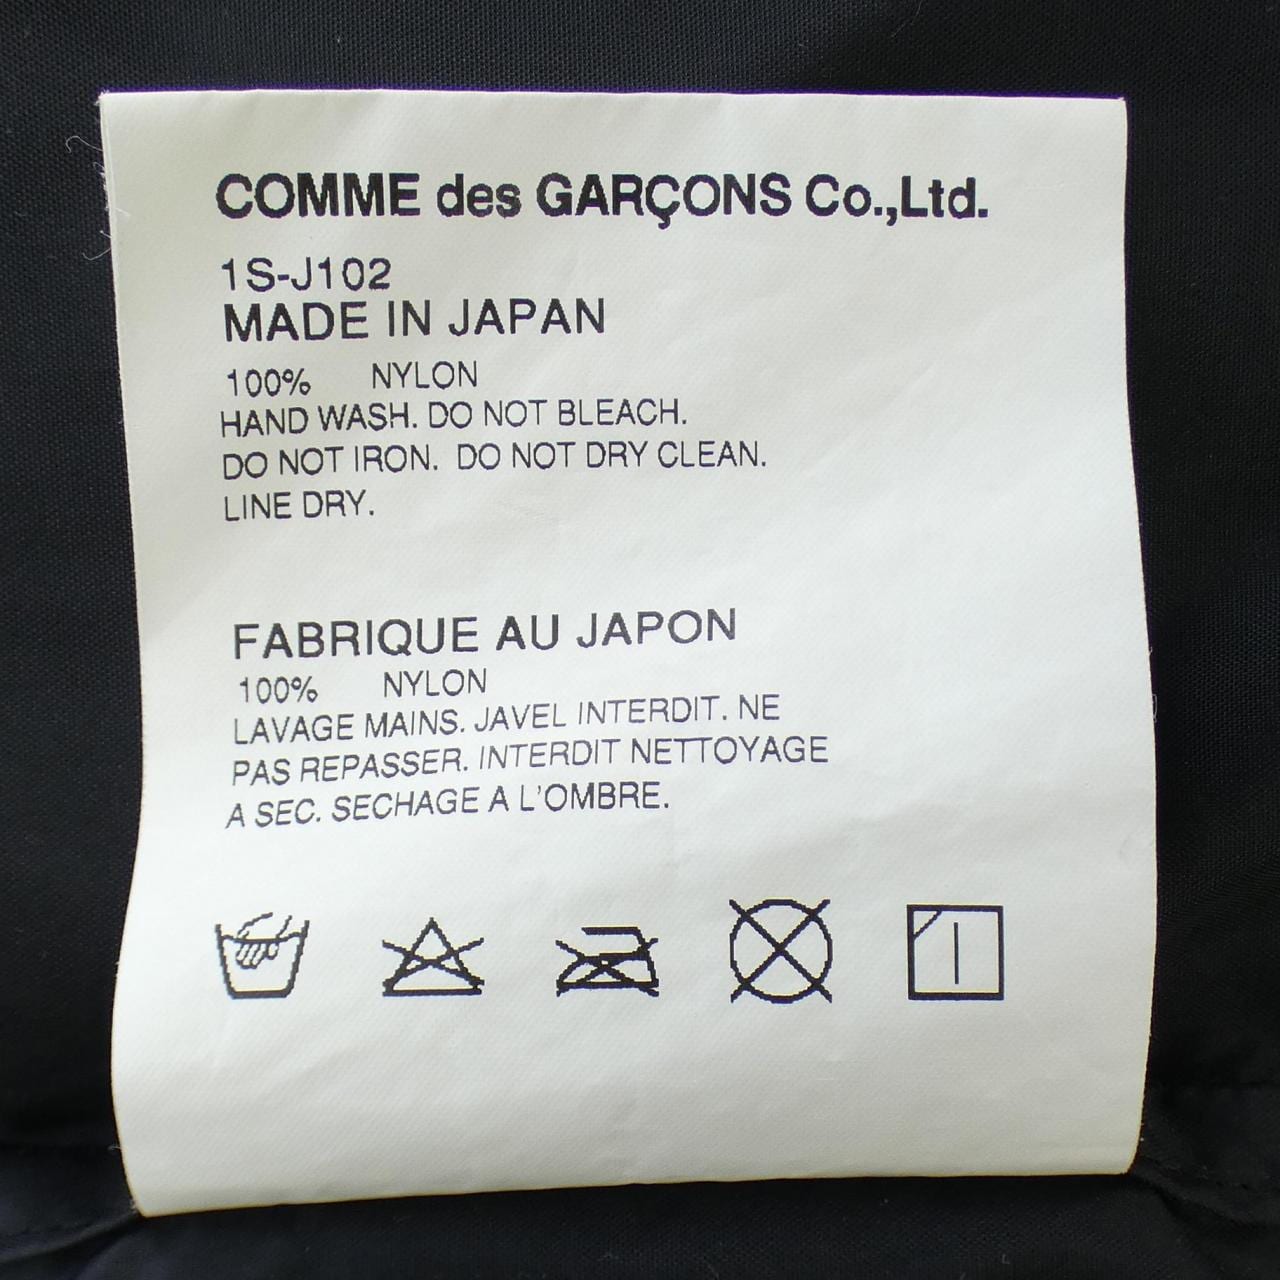 COMME des GARÇONS Co.,Ltd.
1S-J102
MADE IN JAPAN
100% NYLON
HAND WASH. DO NOT BLEACH.
DO NOT IRON. DO NOT DRY CLEAN.
LINE DRY.
FABRIQUE AU JAPON
100% NYLON
LAVAGE MAINS. JAVEL INTERDIT. NE
PAS REPASSER. INTERDIT NETTOYAGE
A SEC. SECHAGE A L'OMBRE.